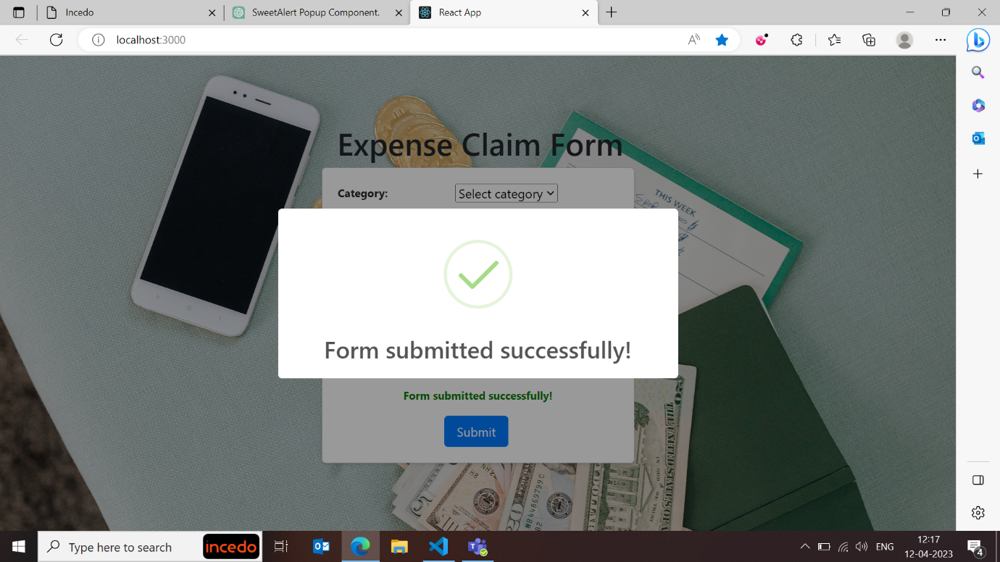 Incedo
SweetAlert Popup Component.
React App
localhost:3000
Expense Claim Form
Category:
Select category
THIS WEEK
Form submitted successfully!
Form submitted successfully!
Submit
Type here to search
incedo
ENG
12:17
12-04-2023
4